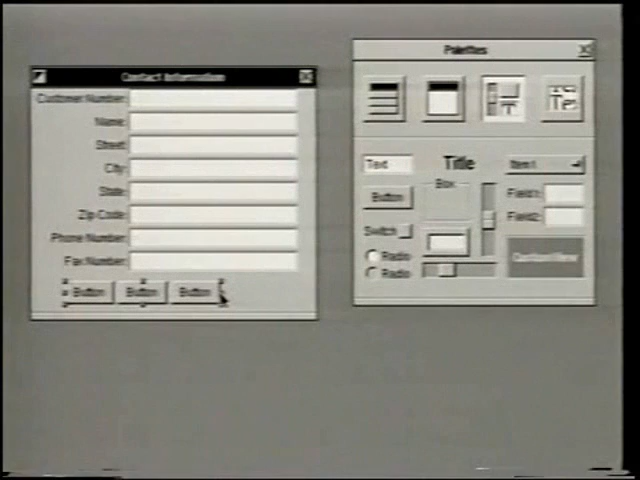 Contact Information
Customer Number:
Name:
Street:
City:
State:
Zip Code:
Phone Number:
Fax Number:
Button Button Button
Palettes
Text Title Item1
Button Box Field1:
Field2:
Switch
Radio
Radio
CustomView